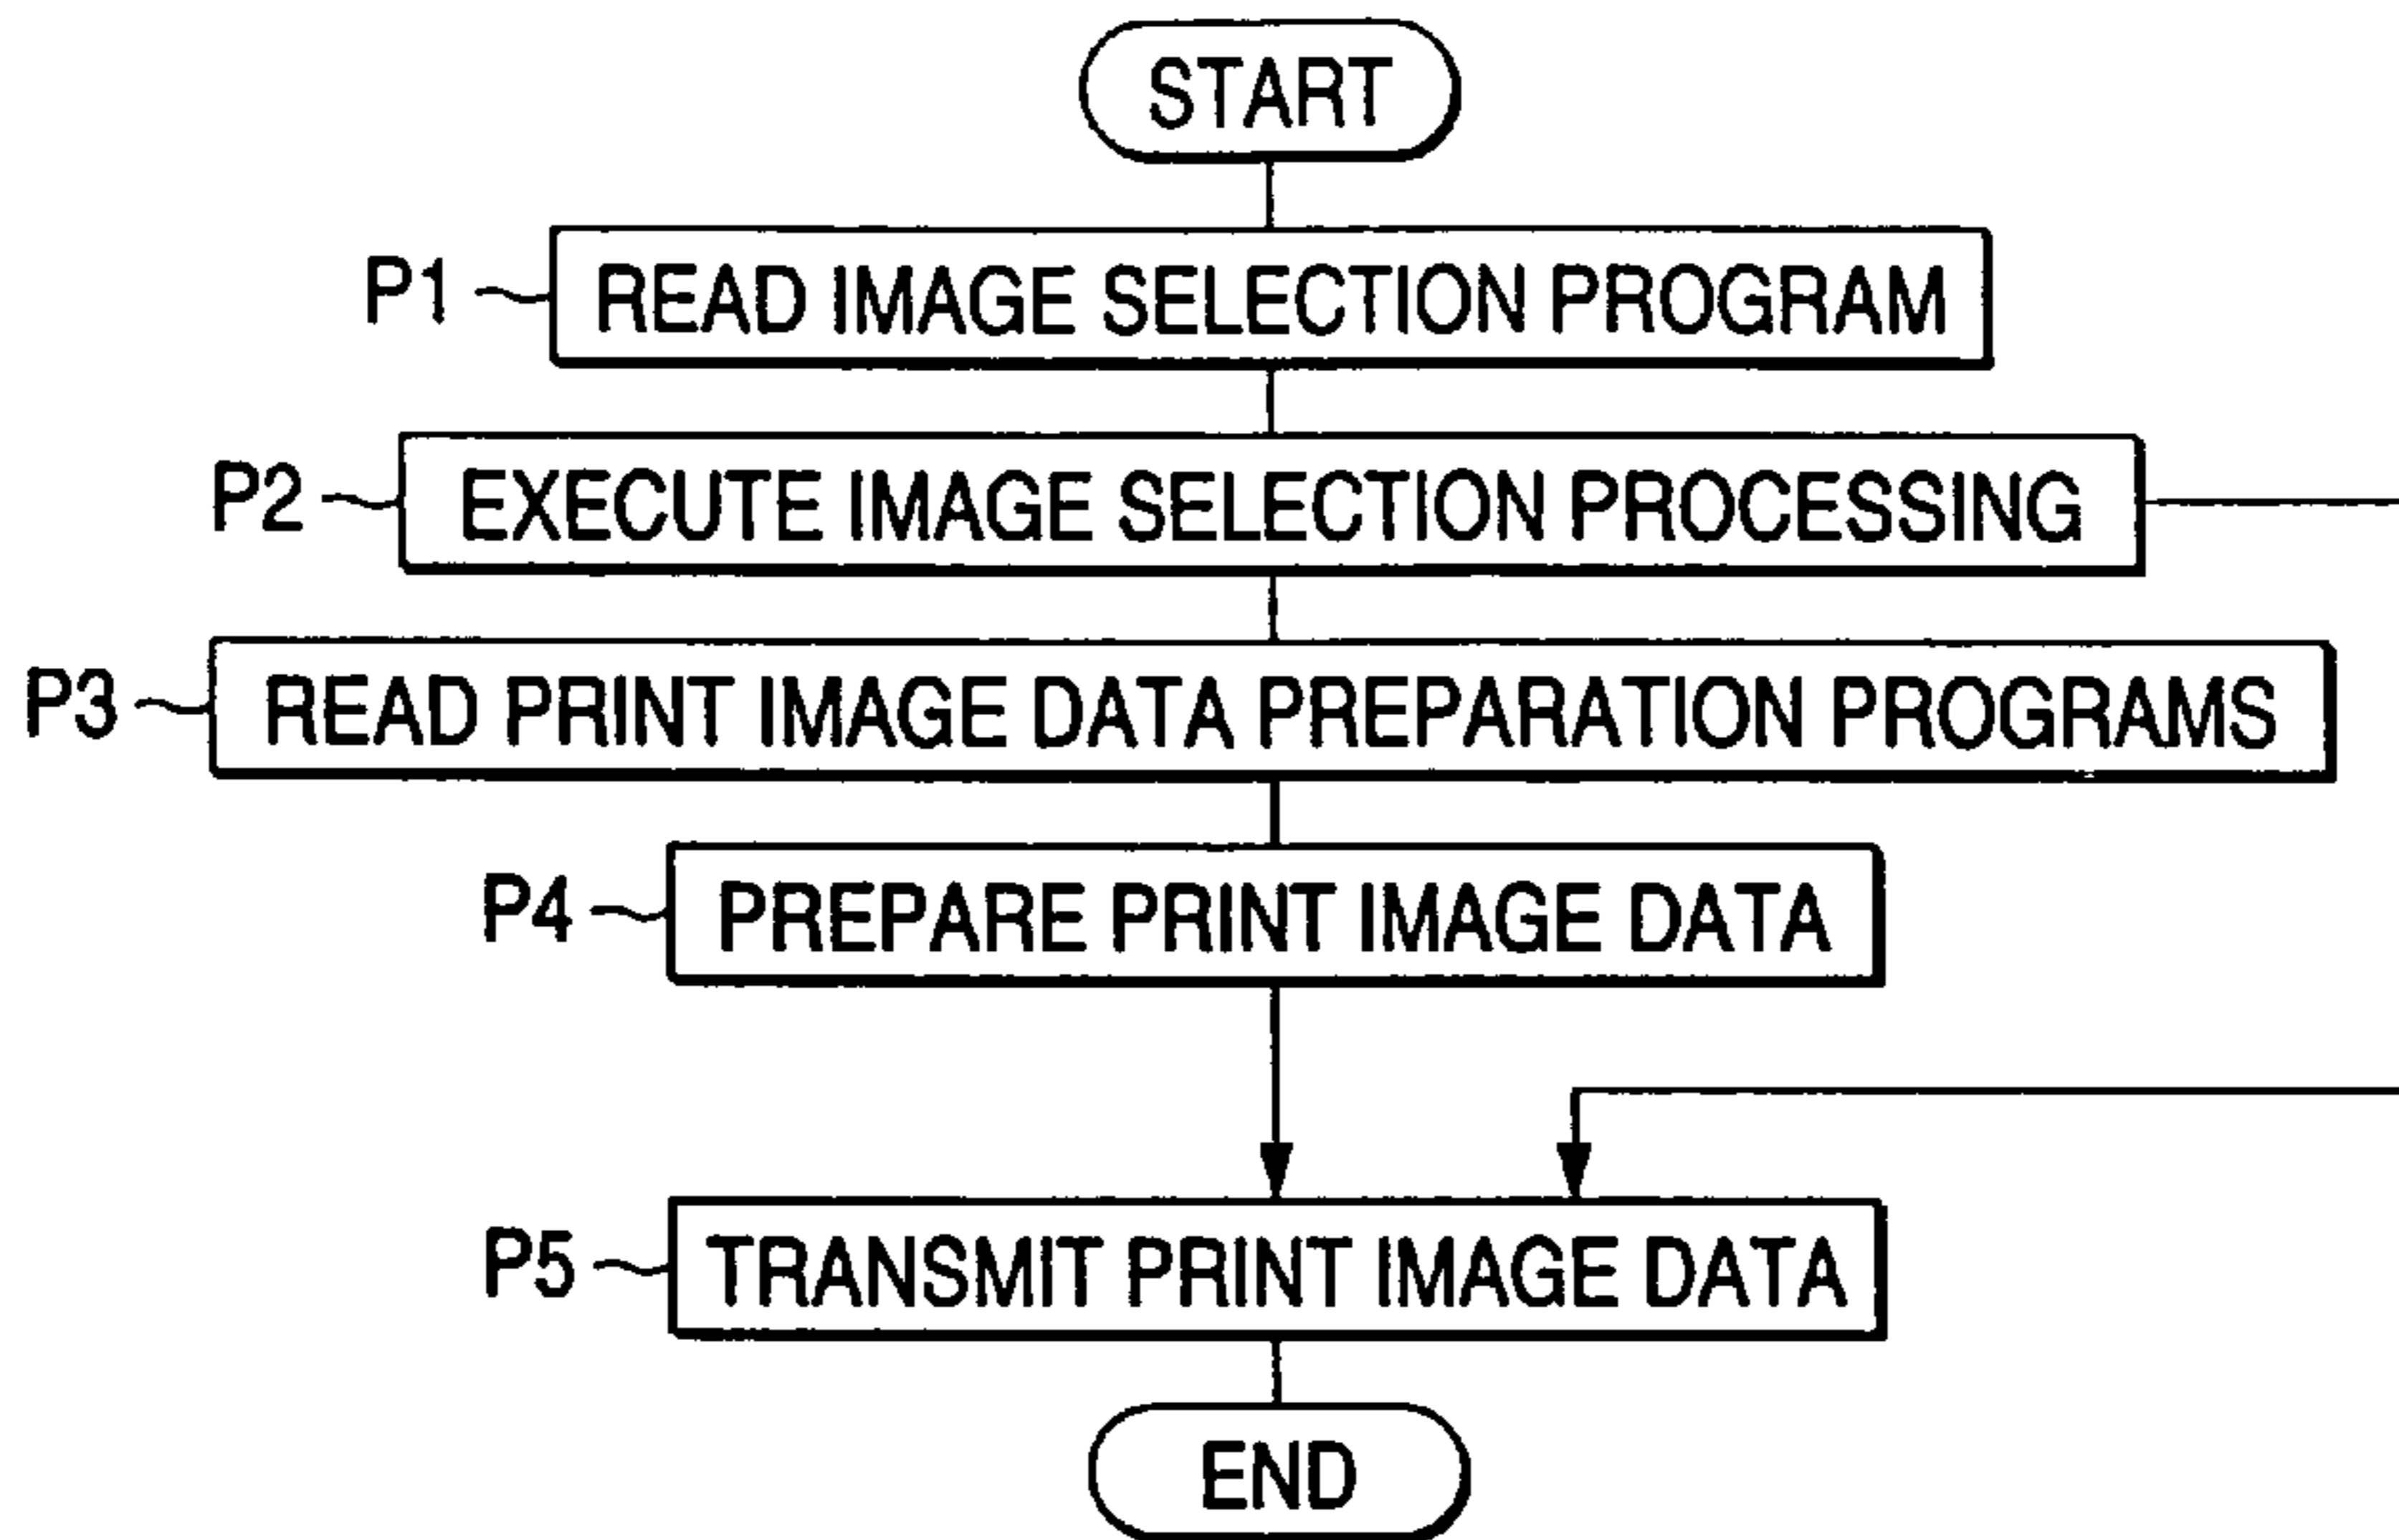 START
P1 READ IMAGE SELECTION PROGRAM
P2 EXECUTE IMAGE SELECTION PROCESSING
P3 READ PRINT IMAGE DATA PREPARATION PROGRAMS
P4 PREPARE PRINT IMAGE DATA
P5 TRANSMIT PRINT IMAGE DATA
END